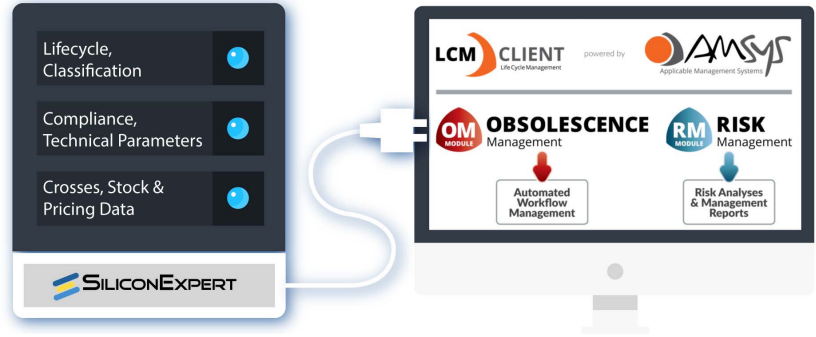 Lifecycle,
Classification
Compliance,
Technical Parameters
Crosses, Stock &
Pricing Data
SILICONEXPERT
LCM CLIENT
Life Cycle Management
powered by
AMSYS
Applicable Management Systems
OM
MODULE
OBSOLESCENCE
Management
RM
MODULE
RISK
Management
Automated
Workflow
Management
Risk Analyses
& Management
Reports